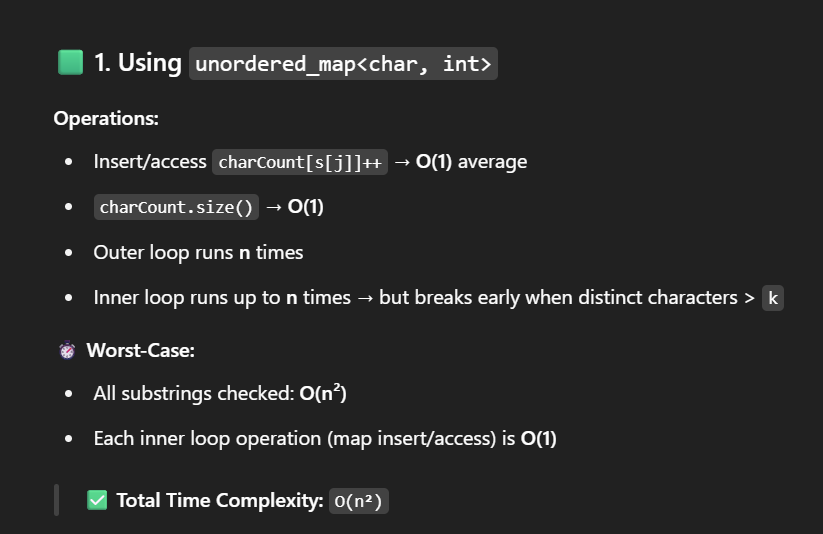 1. Using unordered_map<char, int>
Operations:
• Insert/access charCount[s[j]]++ → O(1) average
• charCount.size() → O(1)
• Outer loop runs n times
• Inner loop runs up to n times → but breaks early when distinct characters > k
Worst-Case:
• All substrings checked: O(n²)
• Each inner loop operation (map insert/access) is O(1)
Total Time Complexity: O(n²)